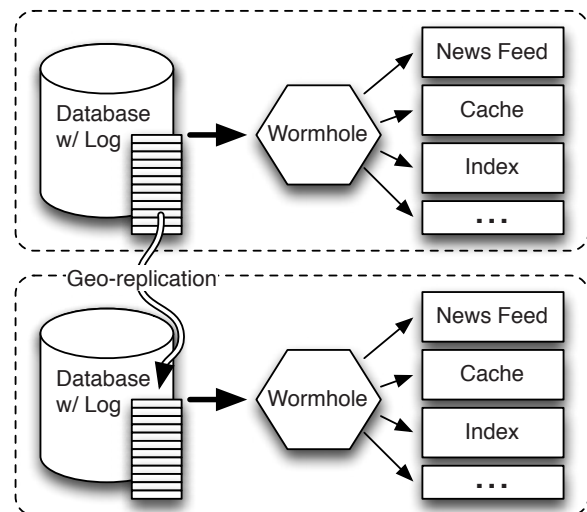 Database
w/ Log
Wormhole
News Feed
Cache
Index
...
Geo-replication
Database
w/ Log
Wormhole
News Feed
Cache
Index
...